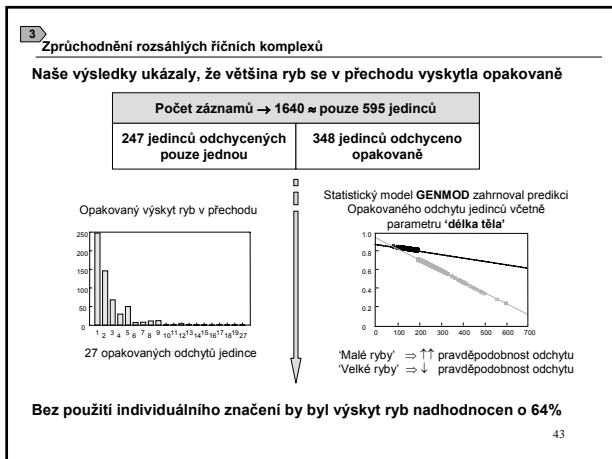 3
Zprůchodnění rozsáhlých říčních komplexů
Naše výsledky ukázaly, že většina ryb se v přechodu vyskytla opakovaně
Počet záznamů → 1640 ≈ pouze 595 jedinců
247 jedinců odchycených
pouze jednou
348 jedinců odchyceno
opakovaně
Opakovaný výskyt ryb v přechodu
250
200
150
100
50
0
1 2 3 4 5 6 7 8 9 10 11 12 13 14 15 16 17 18 19 27
27 opakovaných odchytů jedince
Statistický model GENMOD zahrnoval predikci
Opakovaného odchytu jedinců včetně
parametru 'délka těla'
1.0
0.8
0.6
0.4
0.2
0
0 100 200 300 400 500 600 700
'Malé ryby' ⇒ ↑↑ pravděpodobnost odchytu
'Velké ryby' ⇒ ↓ pravděpodobnost odchytu
Bez použití individuálního značení by byl výskyt ryb nadhodnocen o 64%
43